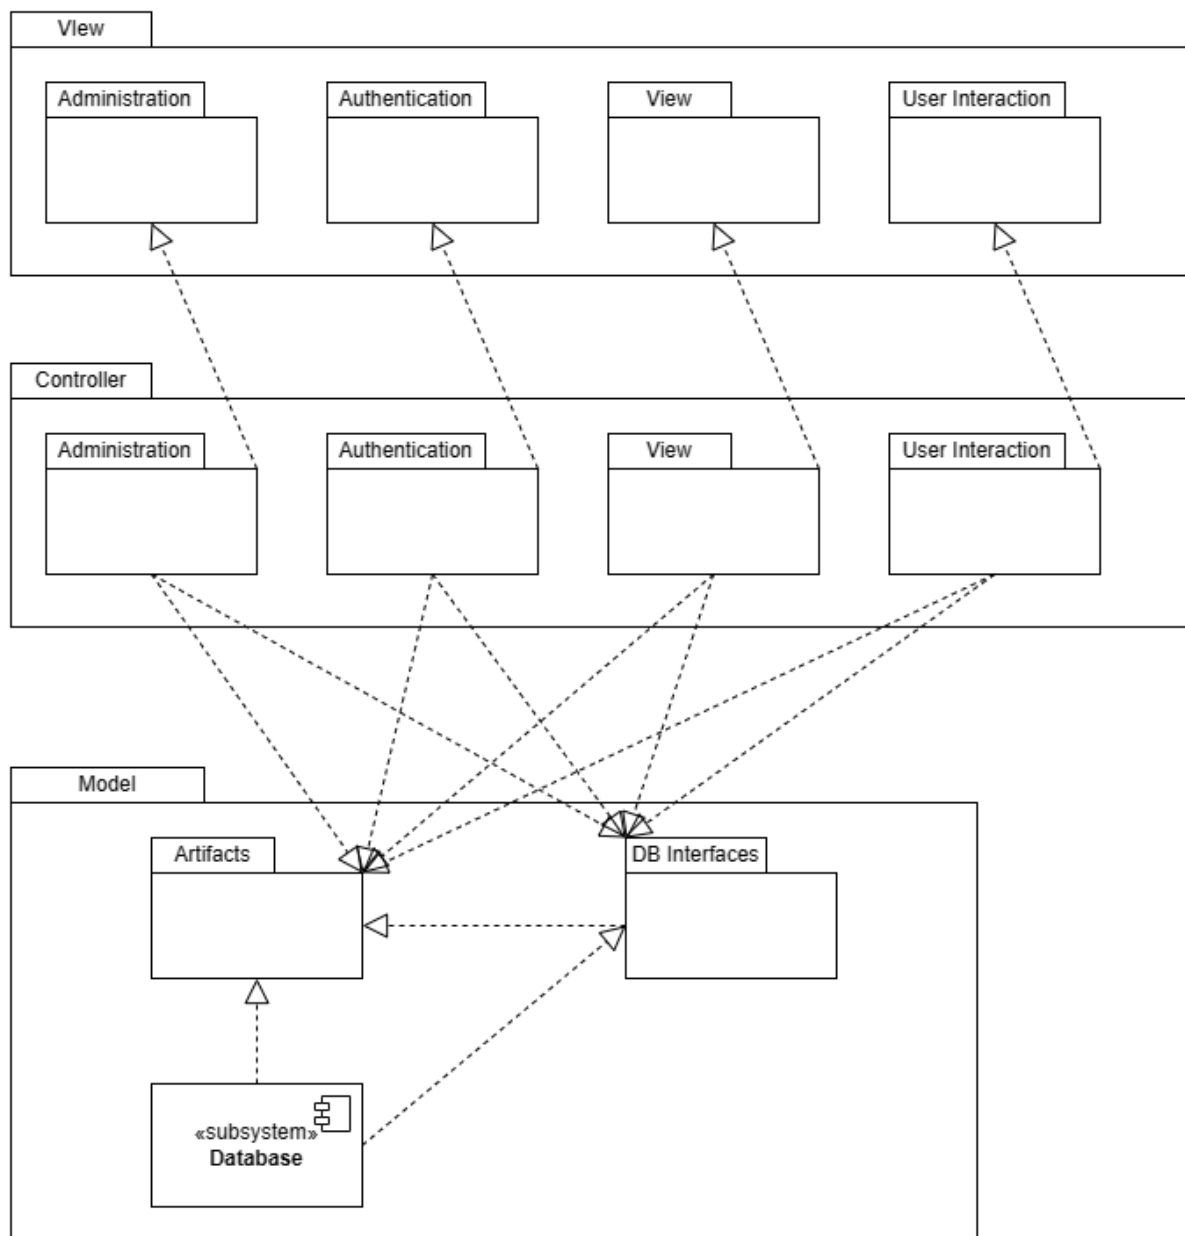 VIew
Administration
Authentication
View
User Interaction
Controller
Administration
Authentication
View
User Interaction
Model
Artifacts
DB Interfaces
«subsystem»
Database